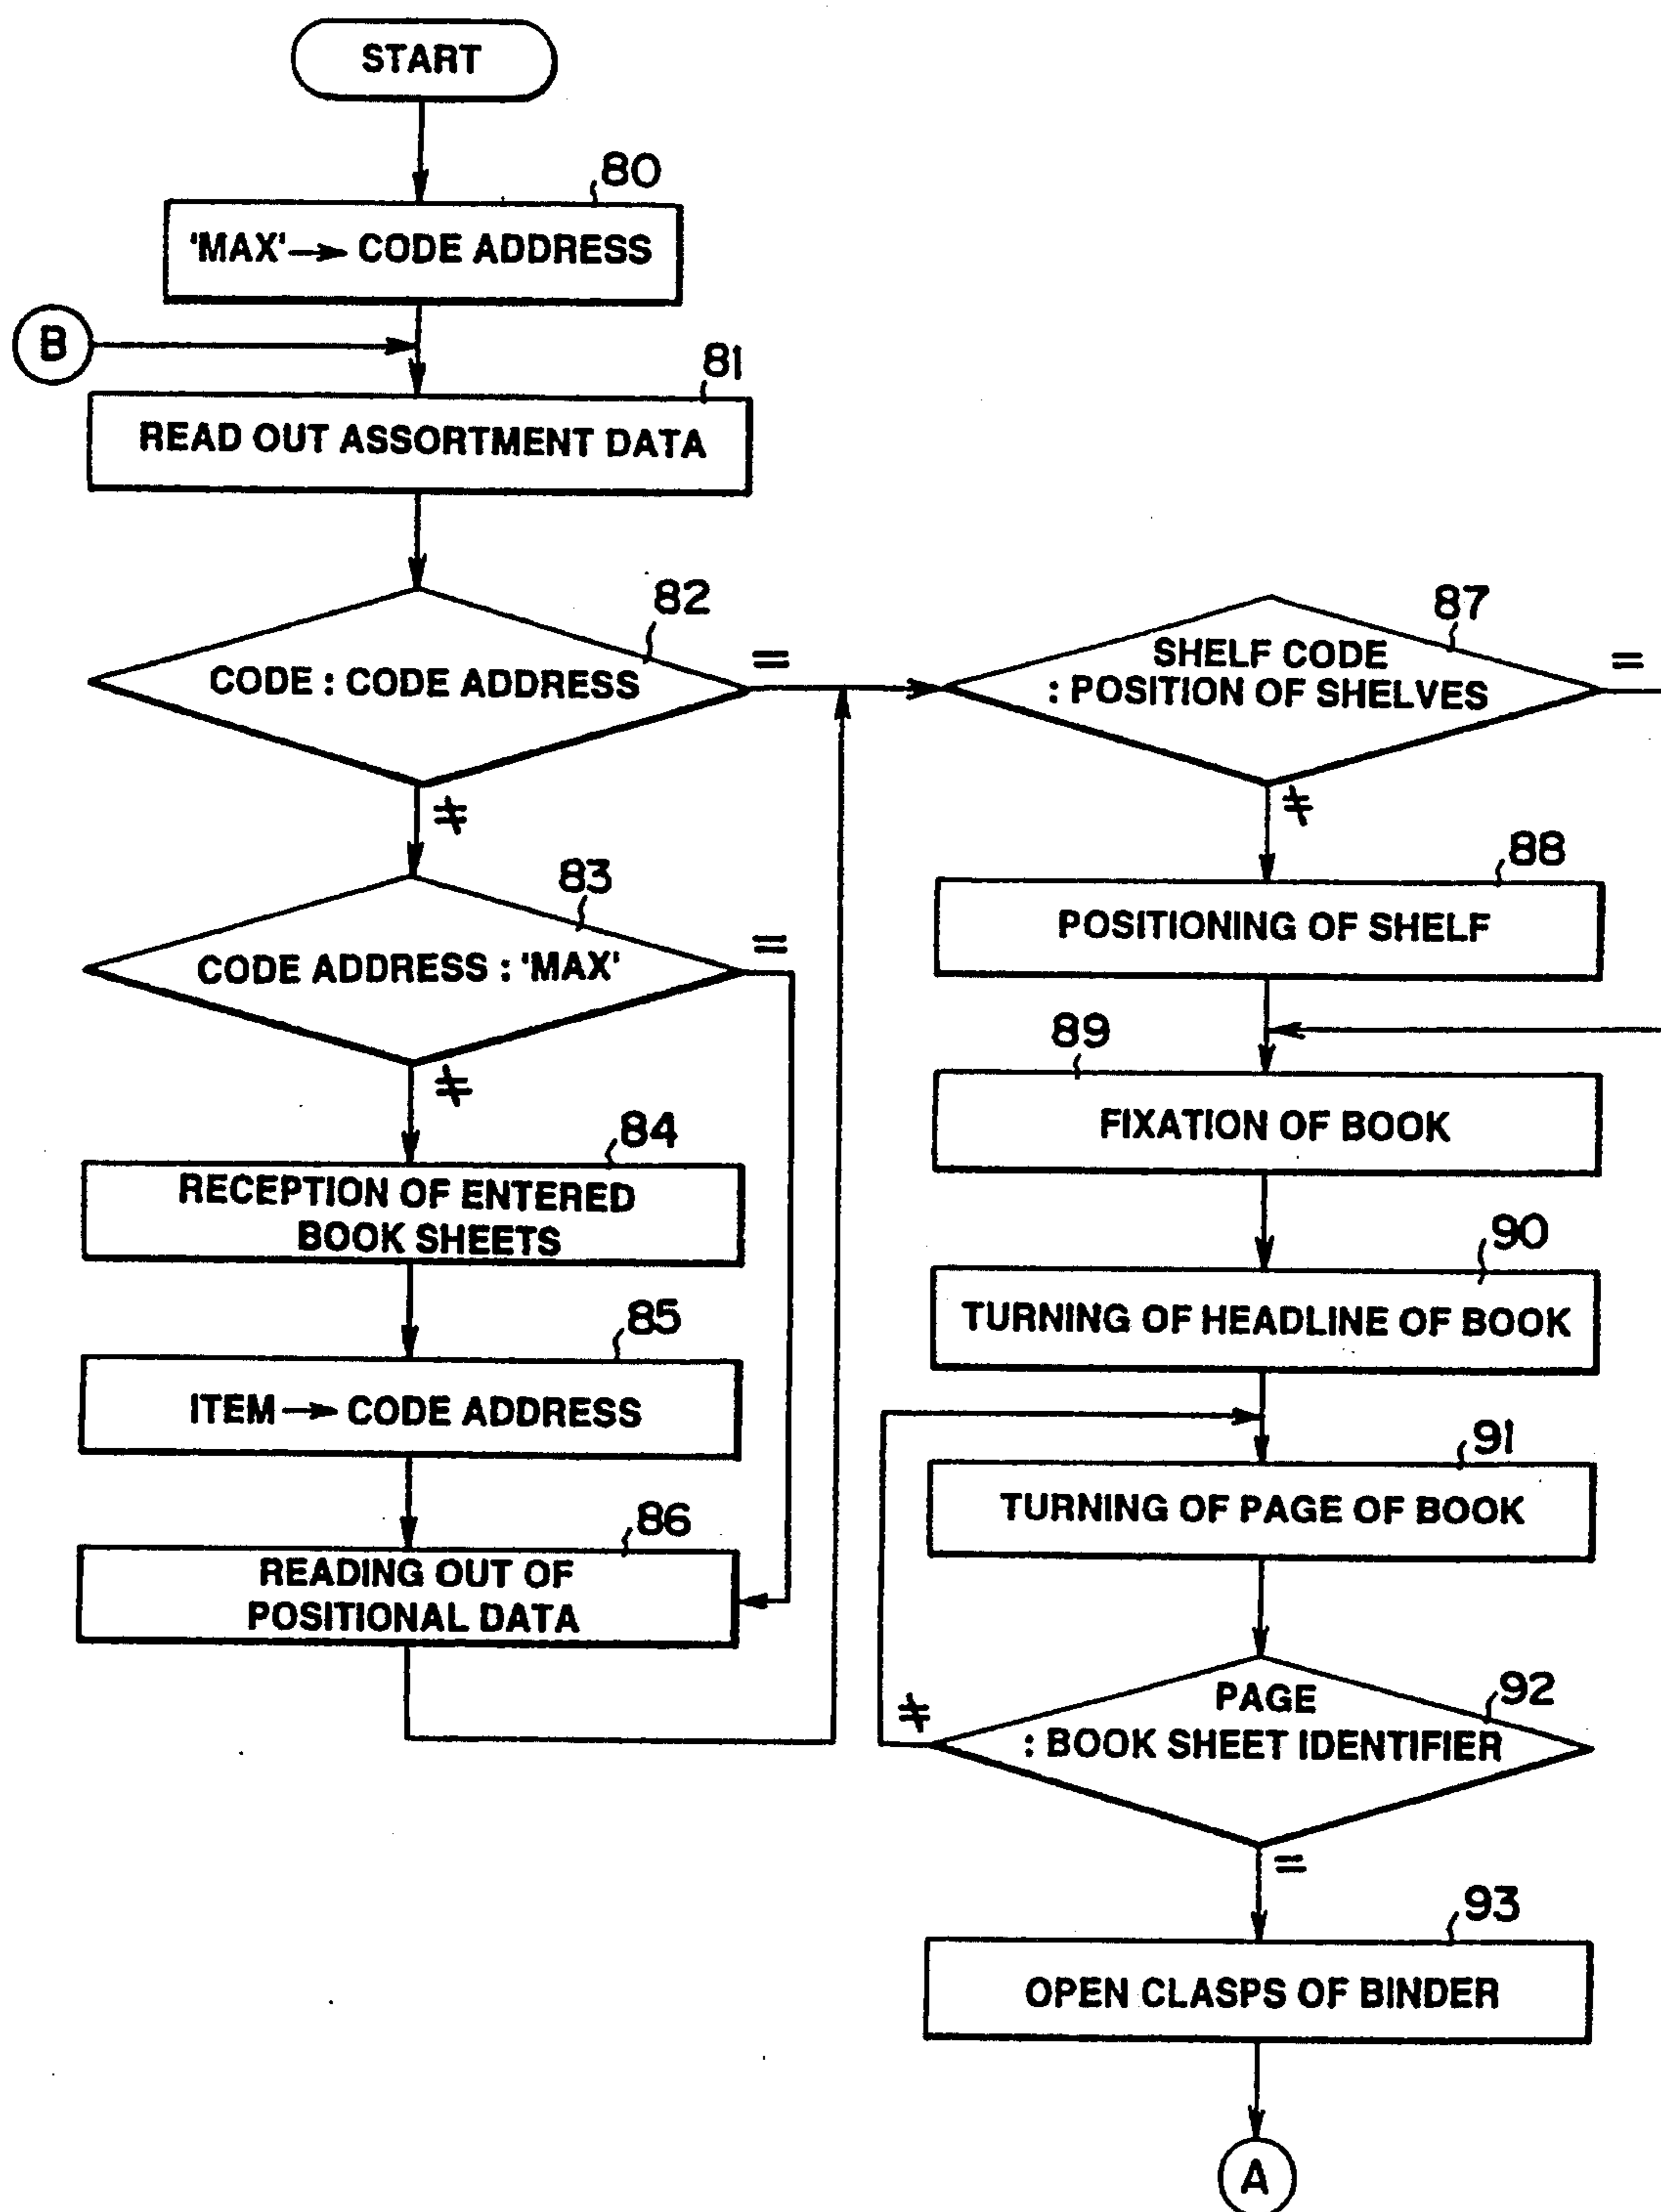 START
80
'MAX' → CODE ADDRESS
B
81
READ OUT ASSORTMENT DATA
82
CODE : CODE ADDRESS
=
≠
83
CODE ADDRESS : 'MAX'
=
≠
84
RECEPTION OF ENTERED
BOOK SHEETS
85
ITEM → CODE ADDRESS
86
READING OUT OF
POSITIONAL DATA
87
SHELF CODE
: POSITION OF SHELVES
=
≠
88
POSITIONING OF SHELF
89
FIXATION OF BOOK
90
TURNING OF HEADLINE OF BOOK
91
TURNING OF PAGE OF BOOK
92
PAGE
: BOOK SHEET IDENTIFIER
≠
=
93
OPEN CLASPS OF BINDER
A